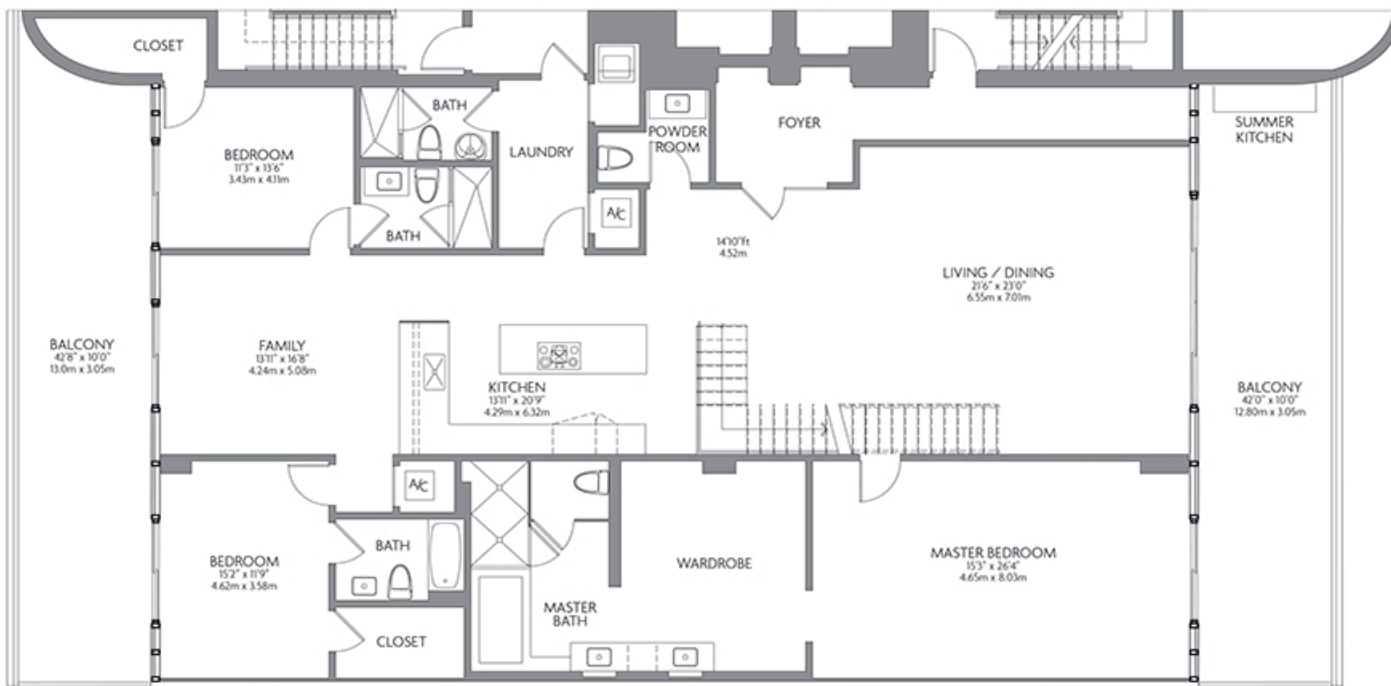 CLOSET
BATH
BEDROOM
11'3" x 13'6"
3.43m x 4.11m
LAUNDRY
POWDER
ROOM
FOYER
SUMMER
KITCHEN
BATH
A/C
14'10"ft
4.52m
LIVING / DINING
21'6" x 23'0"
6.55m x 7.01m
BALCONY
42'8" x 10'0"
13.0m x 3.05m
FAMILY
13'11" x 16'8"
4.24m x 5.08m
KITCHEN
13'11" x 20'9"
4.29m x 6.32m
BALCONY
42'0" x 10'0"
12.80m x 3.05m
A/C
BEDROOM
15'2" x 11'9"
4.62m x 3.58m
BATH
CLOSET
MASTER
BATH
WARDROBE
MASTER BEDROOM
15'3" x 26'4"
4.65m x 8.03m